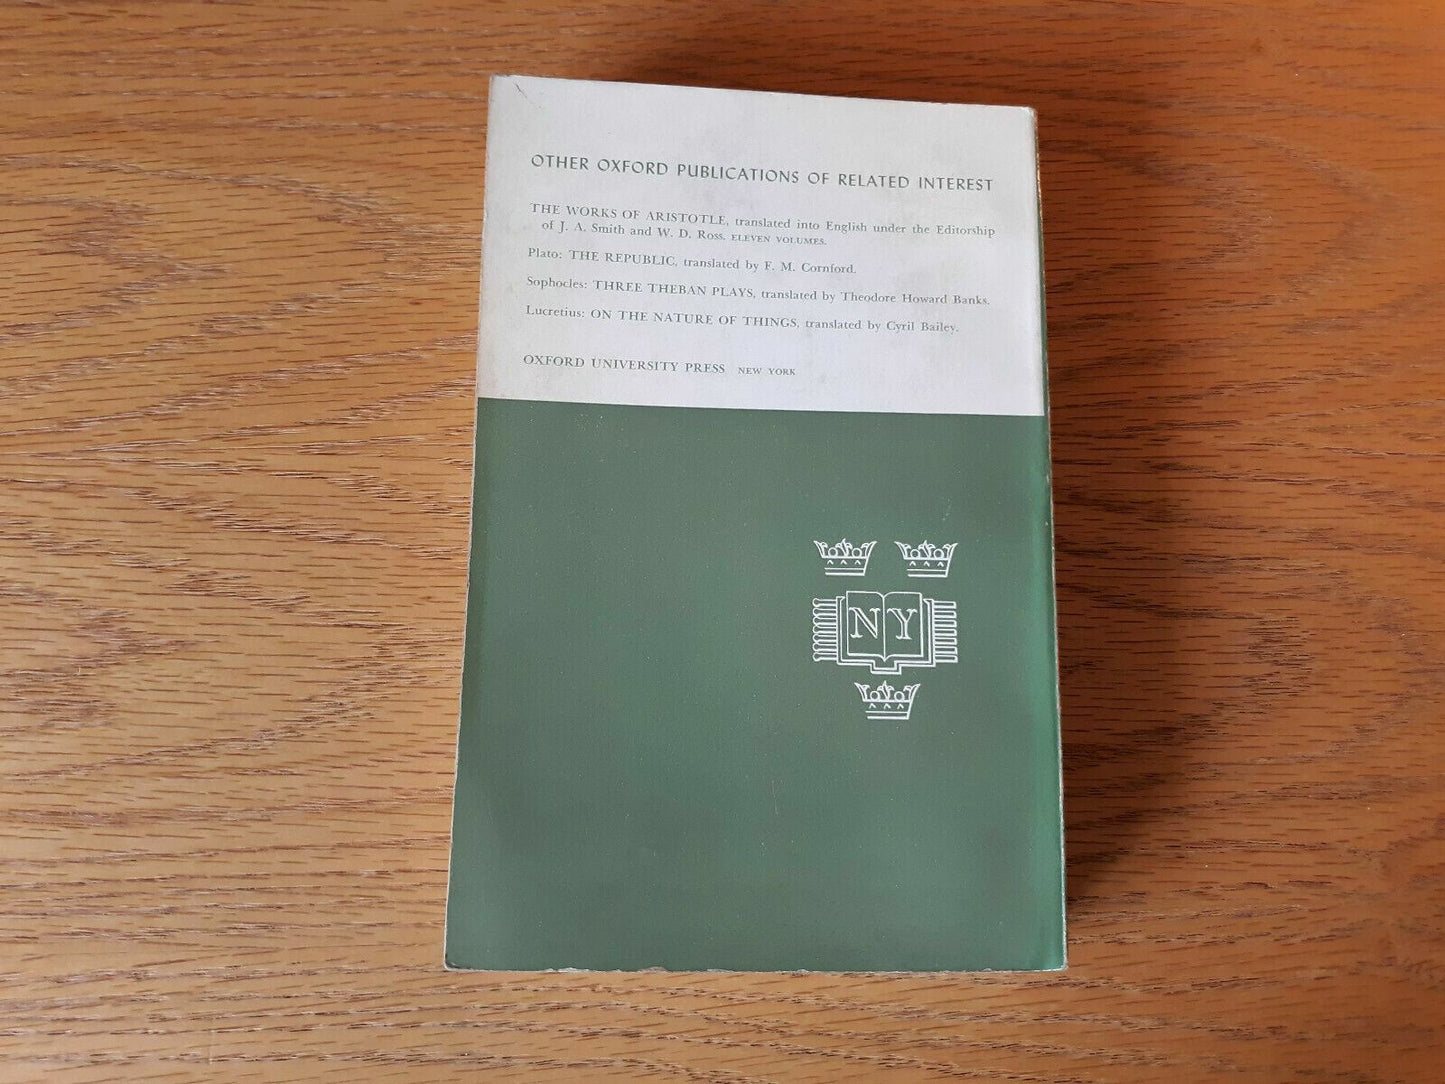 OTHER OXFORD PUBLICATIONS OF RELATED INTEREST
THE WORKS OF ARISTOTLE, translated into English under the Editorship
of J. A. Smith and W. D. Ross. ELEVEN VOLUMES.
Plato: THE REPUBLIC, translated by F. M. Cornford.
Sophocles: THREE THEBAN PLAYS, translated by Theodore Howard Banks.
Lucretius: ON THE NATURE OF THINGS, translated by Cyril Bailey.
OXFORD UNIVERSITY PRESS NEW YORK
N Y